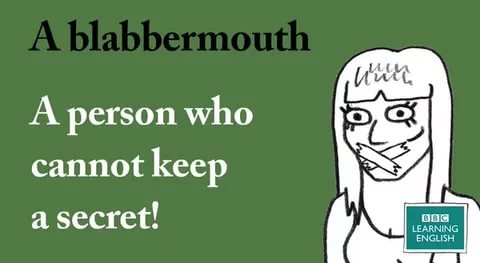 A blabbermouth
A person who
cannot keep
a secret!
BBC
LEARNING
ENGLISH